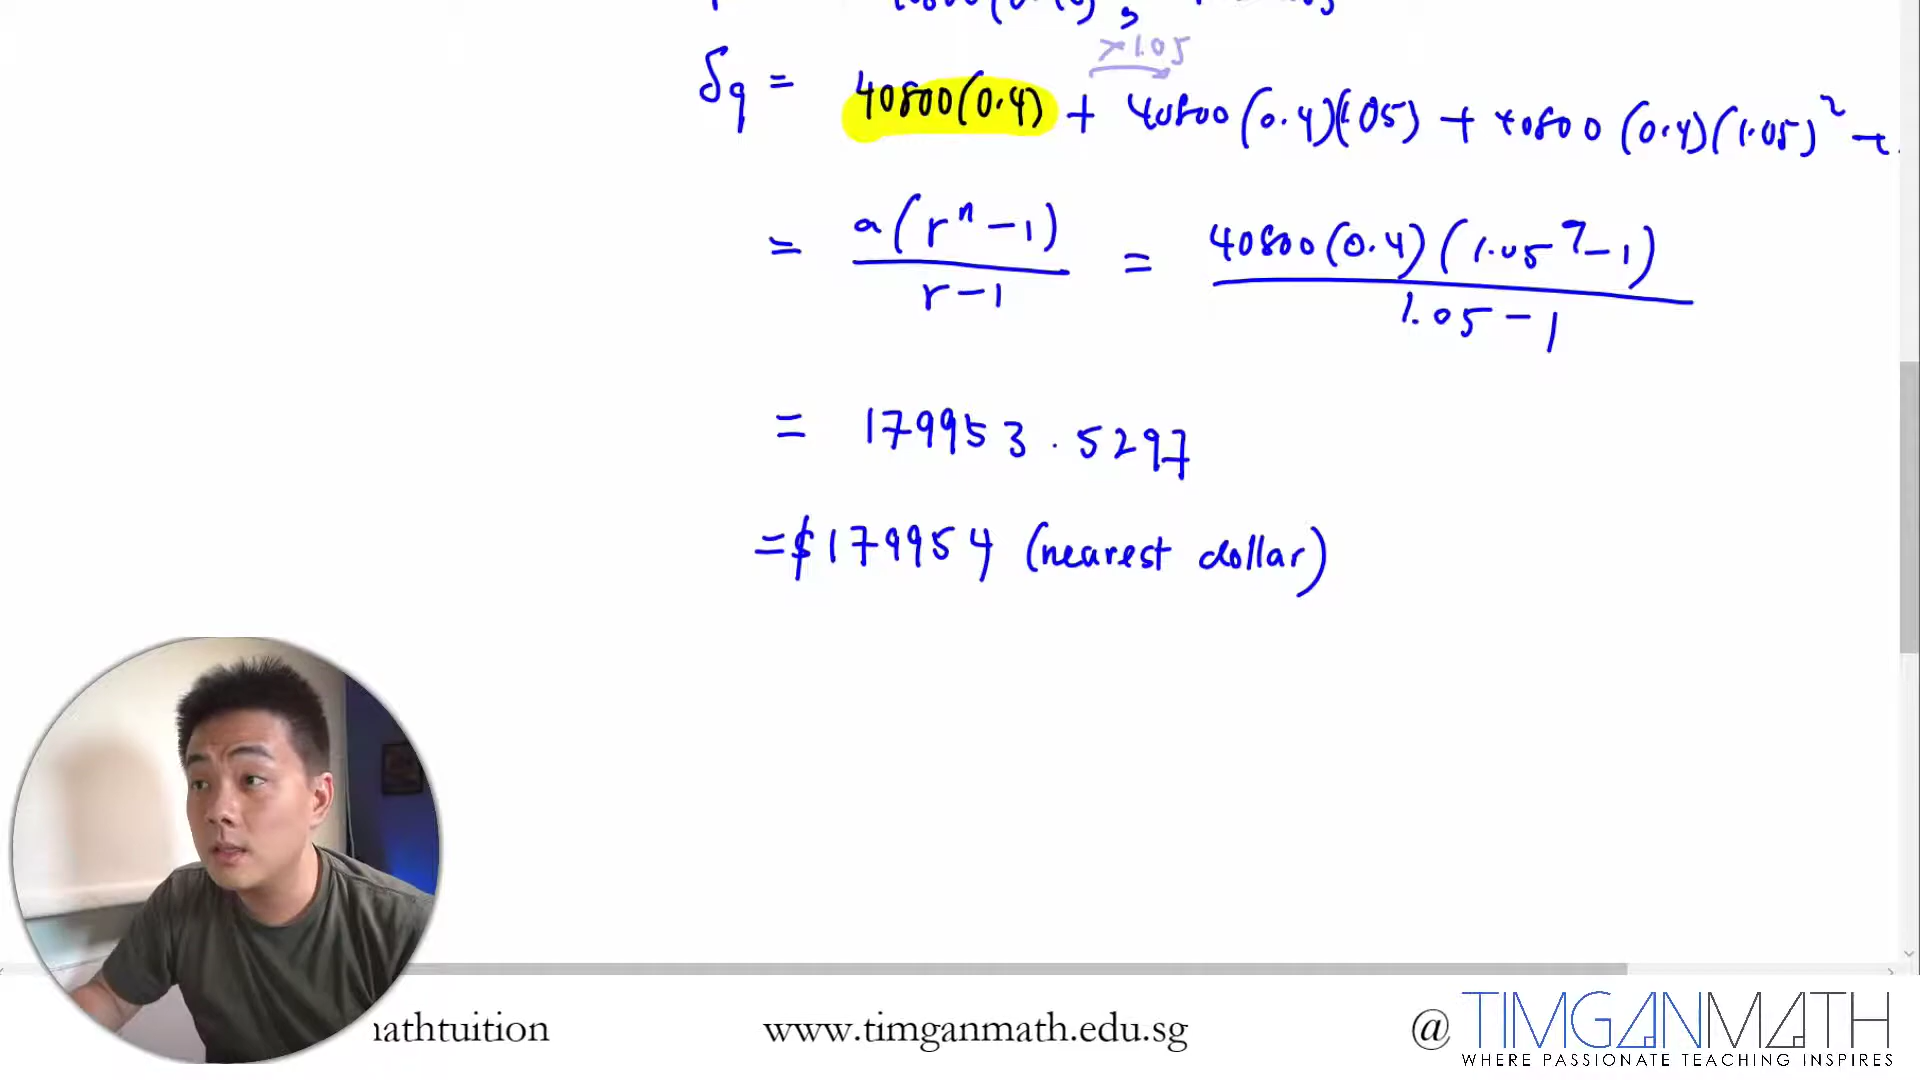 ×1.05
S9 = 40800(0.4) + 40800(0.4)(1.05) + 40800(0.4)(1.05)² +
= a(rⁿ-1)/r-1 = 40800(0.4)(1.05⁹-1)/1.05-1
= 179953.5297
= $179954 (nearest dollar)
mathtuition
www.timganmath.edu.sg
@ TIMGANMATH
WHERE PASSIONATE TEACHING INSPIRES